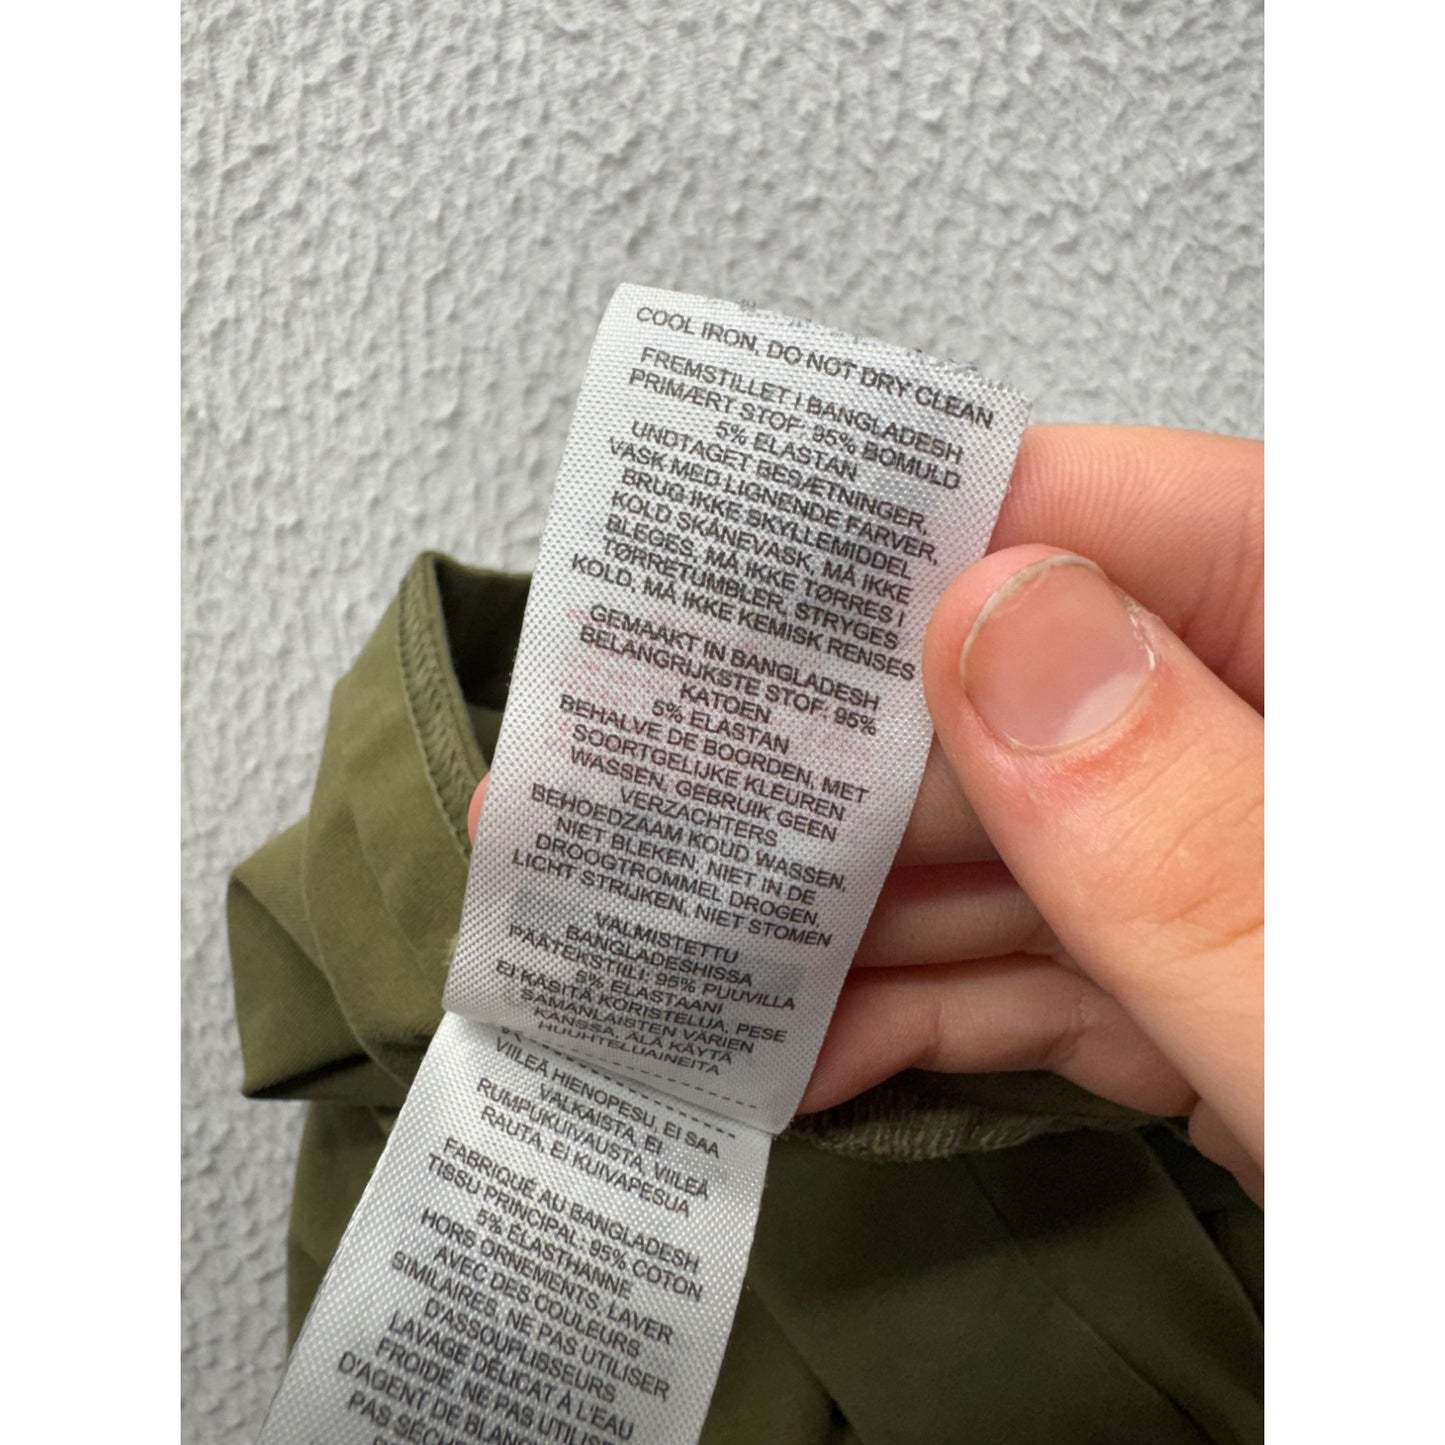 COOL IRON, DO NOT DRY CLEAN
FREMSTILLET I BANGLADESH
PRIMÆRT STOF: 95% BOMULD
5% ELASTAN
UNDTAGET BESÆTNINGER,
VASK MED LIGNENDE FARVER,
BRUG IKKE SKYLLEMIDDEL
KOLD SKÅNEVASK, MÅ IKKE
BLEGES, MÅ IKKE TØRRES I
TØRRETUMBLER, STRYGES
KOLD, MÅ IKKE KEMISK RENSES
GEMAAKT IN BANGLADESH
BELANGRIJKSTE STOF: 95%
KATOEN
5% ELASTAN
BEHALVE DE BOORDEN, MET
SOORTGELIJKE KLEUREN
WASSEN, GEBRUIK GEEN
VERZACHTERS
BEHOEDZAAM KOUD WASSEN,
NIET BLEKEN, NIET IN DE
DROOGTROMMEL DROGEN,
LICHT STRIJKEN, NIET STOMEN
VALMISTETTU
BANGLADESHISSA
PÄÄTEKSTIILI: 95% PUUVILLA
5% ELASTAANI
EI KÄSITÄ KORISTELUA, PESE
SAMANLAISTEN VÄRIEN
KANSSA, ÄLÄ KÄYTÄ
HUUHTELUAINEITA
VIILEÄ HIENOPESU, EI SAA
VALKAISTA, EI
RUMPUKUIVAUSTA, VIILEÄ
RAUTA, EI KUIVAPESUA
FABRIQUÉ AU BANGLADESH
TISSU PRINCIPAL: 95% COTON
5% ÉLASTHANNE
HORS ORNEMENTS, LAVER
AVEC DES COULEURS
SIMILAIRES, NE PAS UTILISER
D'ASSOUPLISSEURS
LAVAGE DÉLICAT À L'EAU
FROIDE, NE PAS UTILISE
D'AGENT DE BLAN
PAS SÉCHE